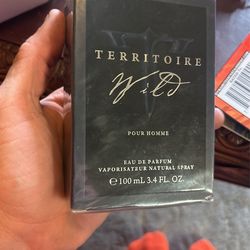 TERRITOIRE
Wild
POUR HOMME
EAU DE PARFUM
VAPORISATEUR NATURAL SPRAY
℮ 100 mL 3.4 FL. OZ.